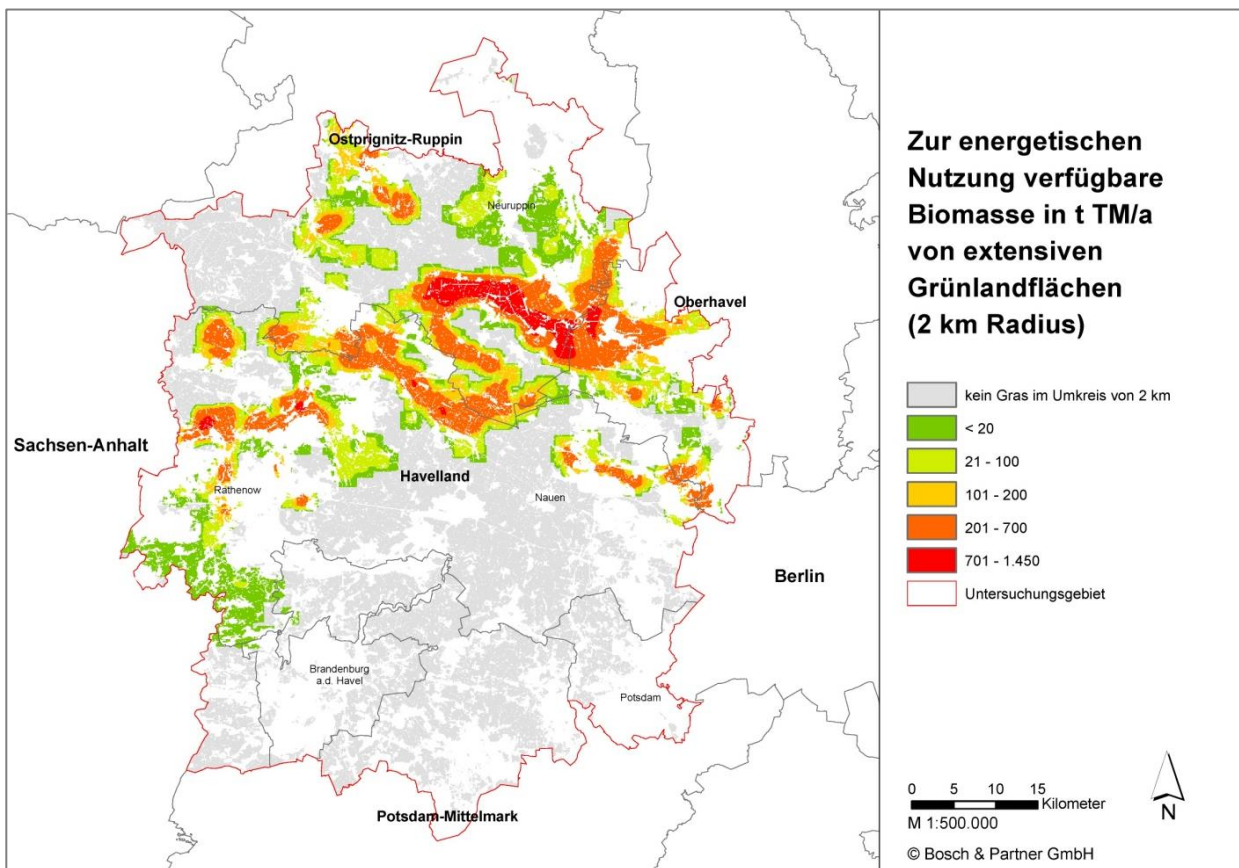 Ostprignitz-Ruppin
Neuruppin
Oberhavel
Sachsen-Anhalt
Rathenow
Havelland
Nauen
Berlin
Brandenburg
a.d. Havel
Potsdam
Potsdam-Mittelmark
Zur energetischen
Nutzung verfügbare
Biomasse in t TM/a
von extensiven
Grünlandflächen
(2 km Radius)
kein Gras im Umkreis von 2 km
< 20
21 - 100
101 - 200
201 - 700
701 - 1.450
Untersuchungsgebiet
0 5 10 15
Kilometer
M 1:500.000
N
© Bosch & Partner GmbH